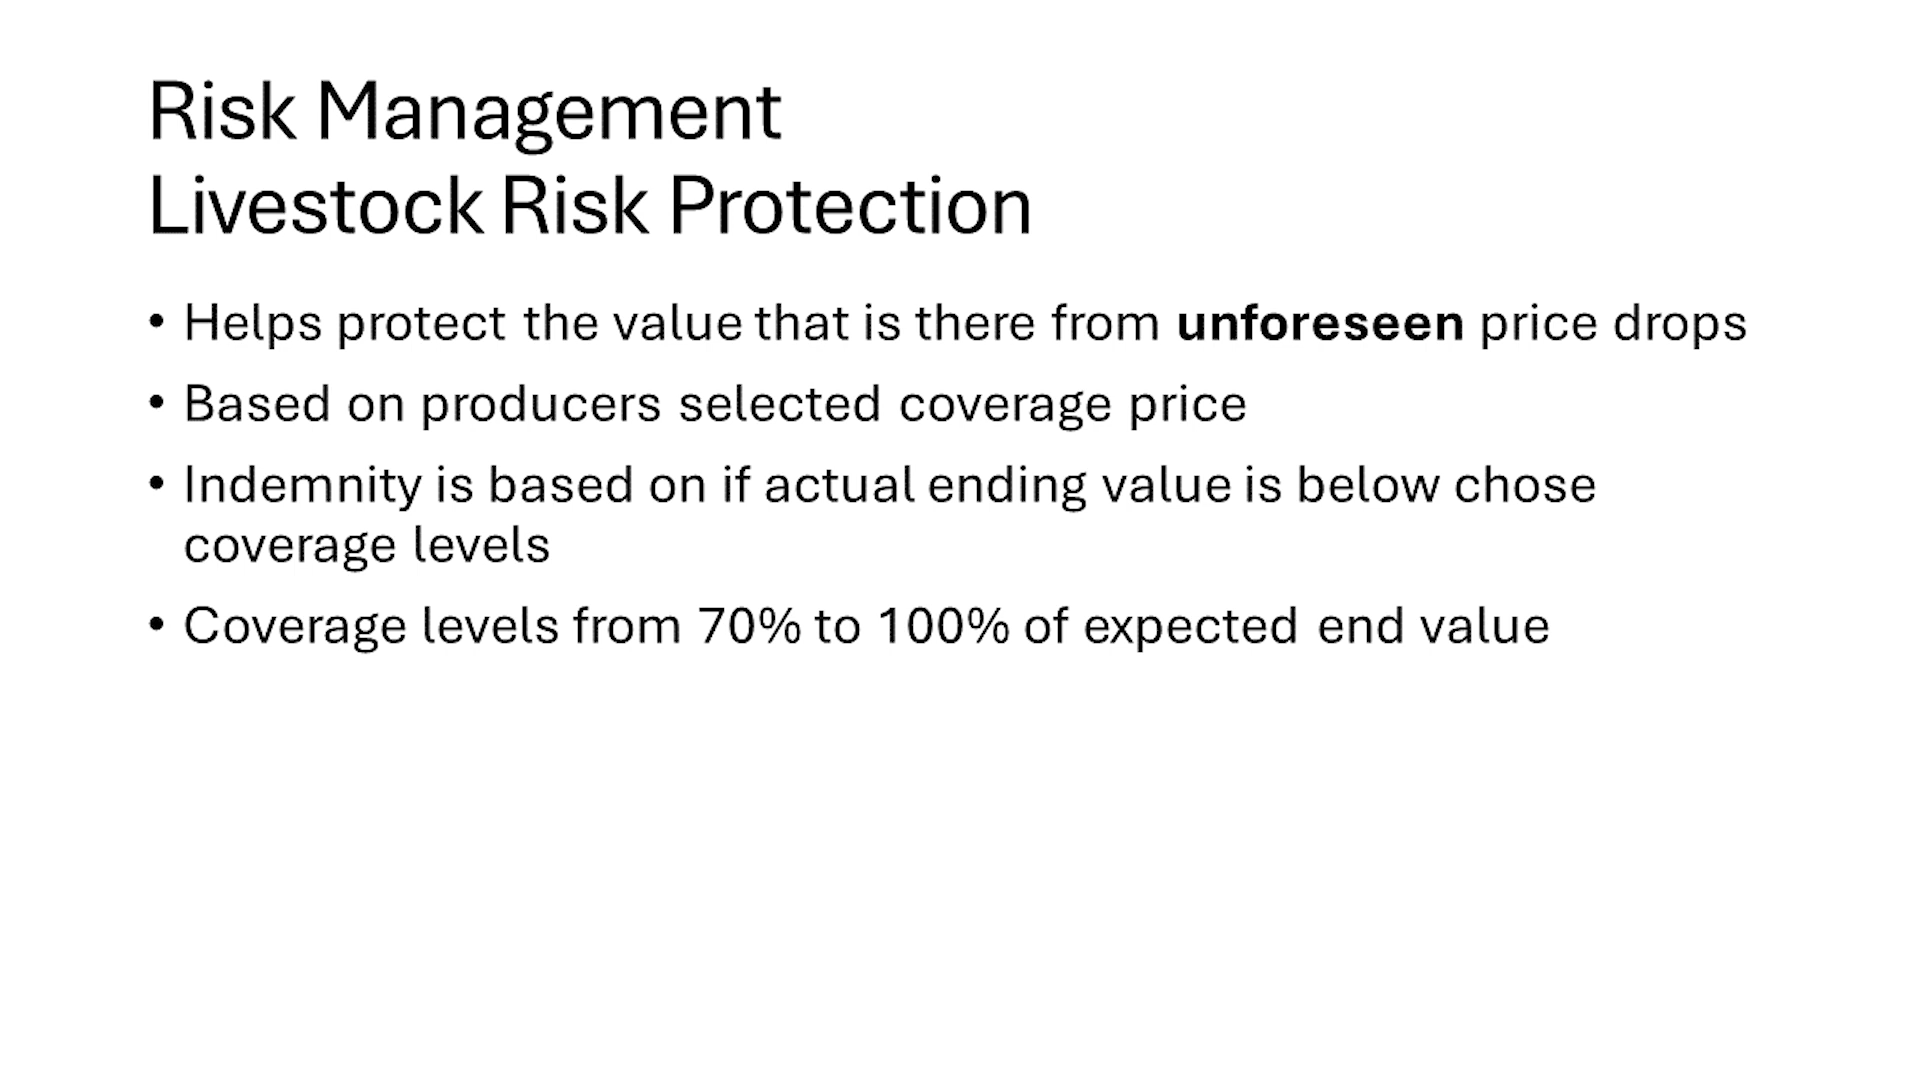 Risk Management
Livestock Risk Protection
• Helps protect the value that is there from unforeseen price drops
• Based on producers selected coverage price
• Indemnity is based on if actual ending value is below chose
coverage levels
• Coverage levels from 70% to 100% of expected end value